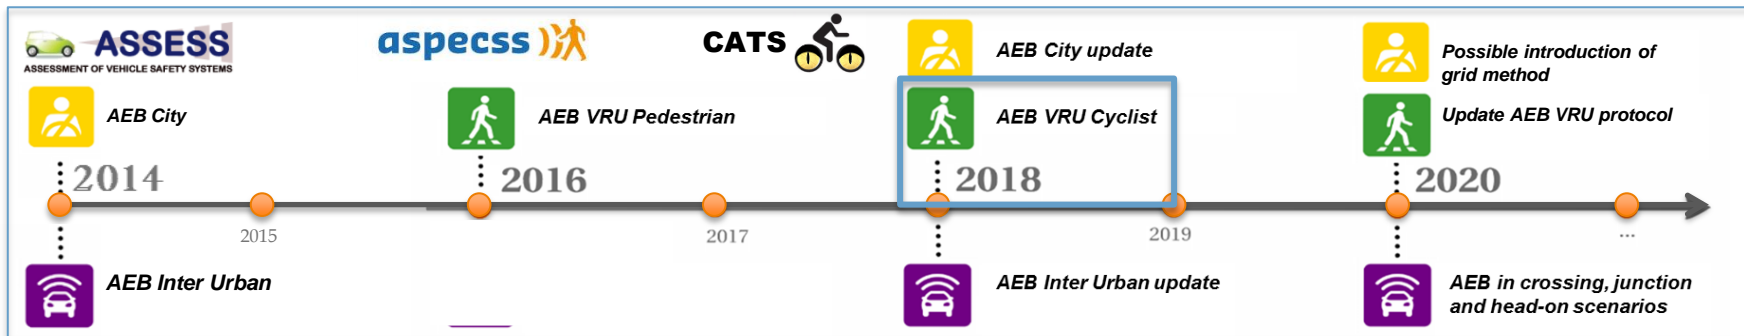 ASSESS
ASSESSMENT OF VEHICLE SAFETY SYSTEMS
aspecss
CATS
AEB City update
Possible introduction of
grid method
AEB City
AEB VRU Pedestrian
AEB VRU Cyclist
Update AEB VRU protocol
2014
2016
2018
2020
2015
2017
2019
...
AEB Inter Urban
AEB Inter Urban update
AEB in crossing, junction
and head-on scenarios